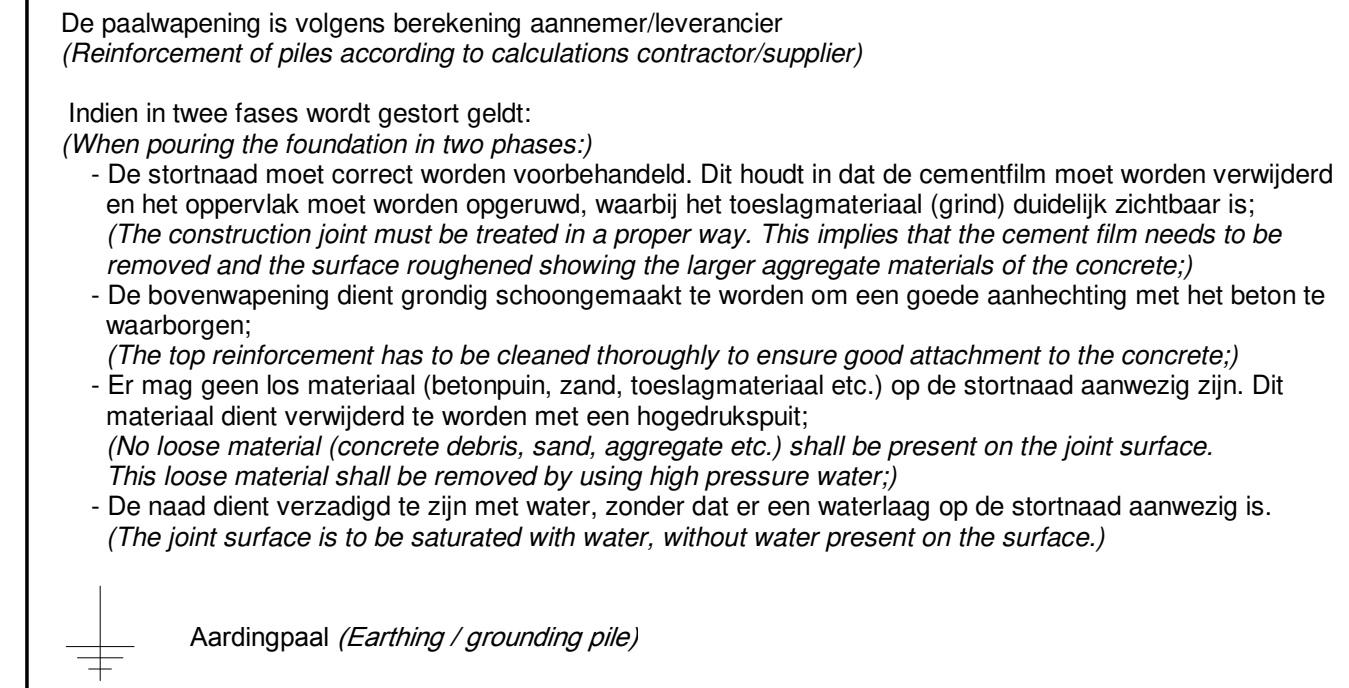 De paalwapening is volgens berekening aannemer/leverancier
(Reinforcement of piles according to calculations contractor/supplier)
Indien in twee fases wordt gestort geldt:
(When pouring the foundation in two phases:)
- De stortnaad moet correct worden voorbehandeld. Dit houdt in dat de cementfilm moet worden verwijderd
en het oppervlak moet worden opgeruwd, waarbij het toeslagmateriaal (grind) duidelijk zichtbaar is;
(The construction joint must be treated in a proper way. This implies that the cement film needs to be
removed and the surface roughened showing the larger aggregate materials of the concrete;)
- De bovenwapening dient grondig schoongemaakt te worden om een goede aanhechting met het beton te
waarborgen;
(The top reinforcement has to be cleaned thoroughly to ensure good attachment to the concrete;)
- Er mag geen los materiaal (betonpuin, zand, toeslagmateriaal etc.) op de stortnaad aanwezig zijn. Dit
materiaal dient verwijderd te worden met een hogedrukspuit;
(No loose material (concrete debris, sand, aggregate etc.) shall be present on the joint surface.
This loose material shall be removed by using high pressure water;)
- De naad dient verzadigd te zijn met water, zonder dat er een waterlaag op de stortnaad aanwezig is.
(The joint surface is to be saturated with water, without water present on the surface.)
Aardingpaal (Earthing / grounding pile)